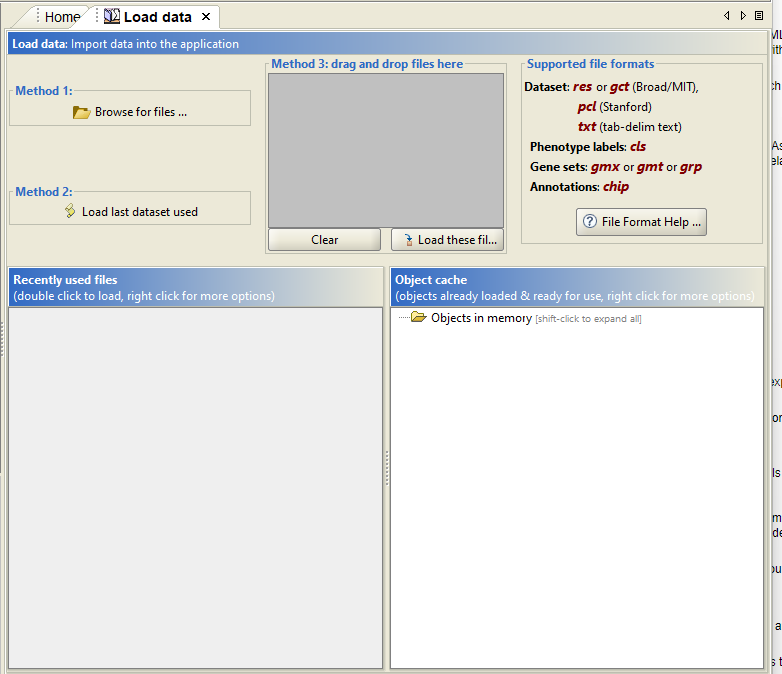 Home
Load data
Load data: Import data into the application
Method 1:
Browse for files ...
Method 2:
Load last dataset used
Method 3: drag and drop files here
Clear
Load these fil...
Supported file formats
Dataset: res or gct (Broad/MIT),
pcl (Stanford)
txt (tab-delim text)
Phenotype labels: cls
Gene sets: gmx or gmt or grp
Annotations: chip
File Format Help ...
Recently used files
(double click to load, right click for more options)
Object cache
(objects already loaded & ready for use, right click for more options)
Objects in memory [shift-click to expand all]